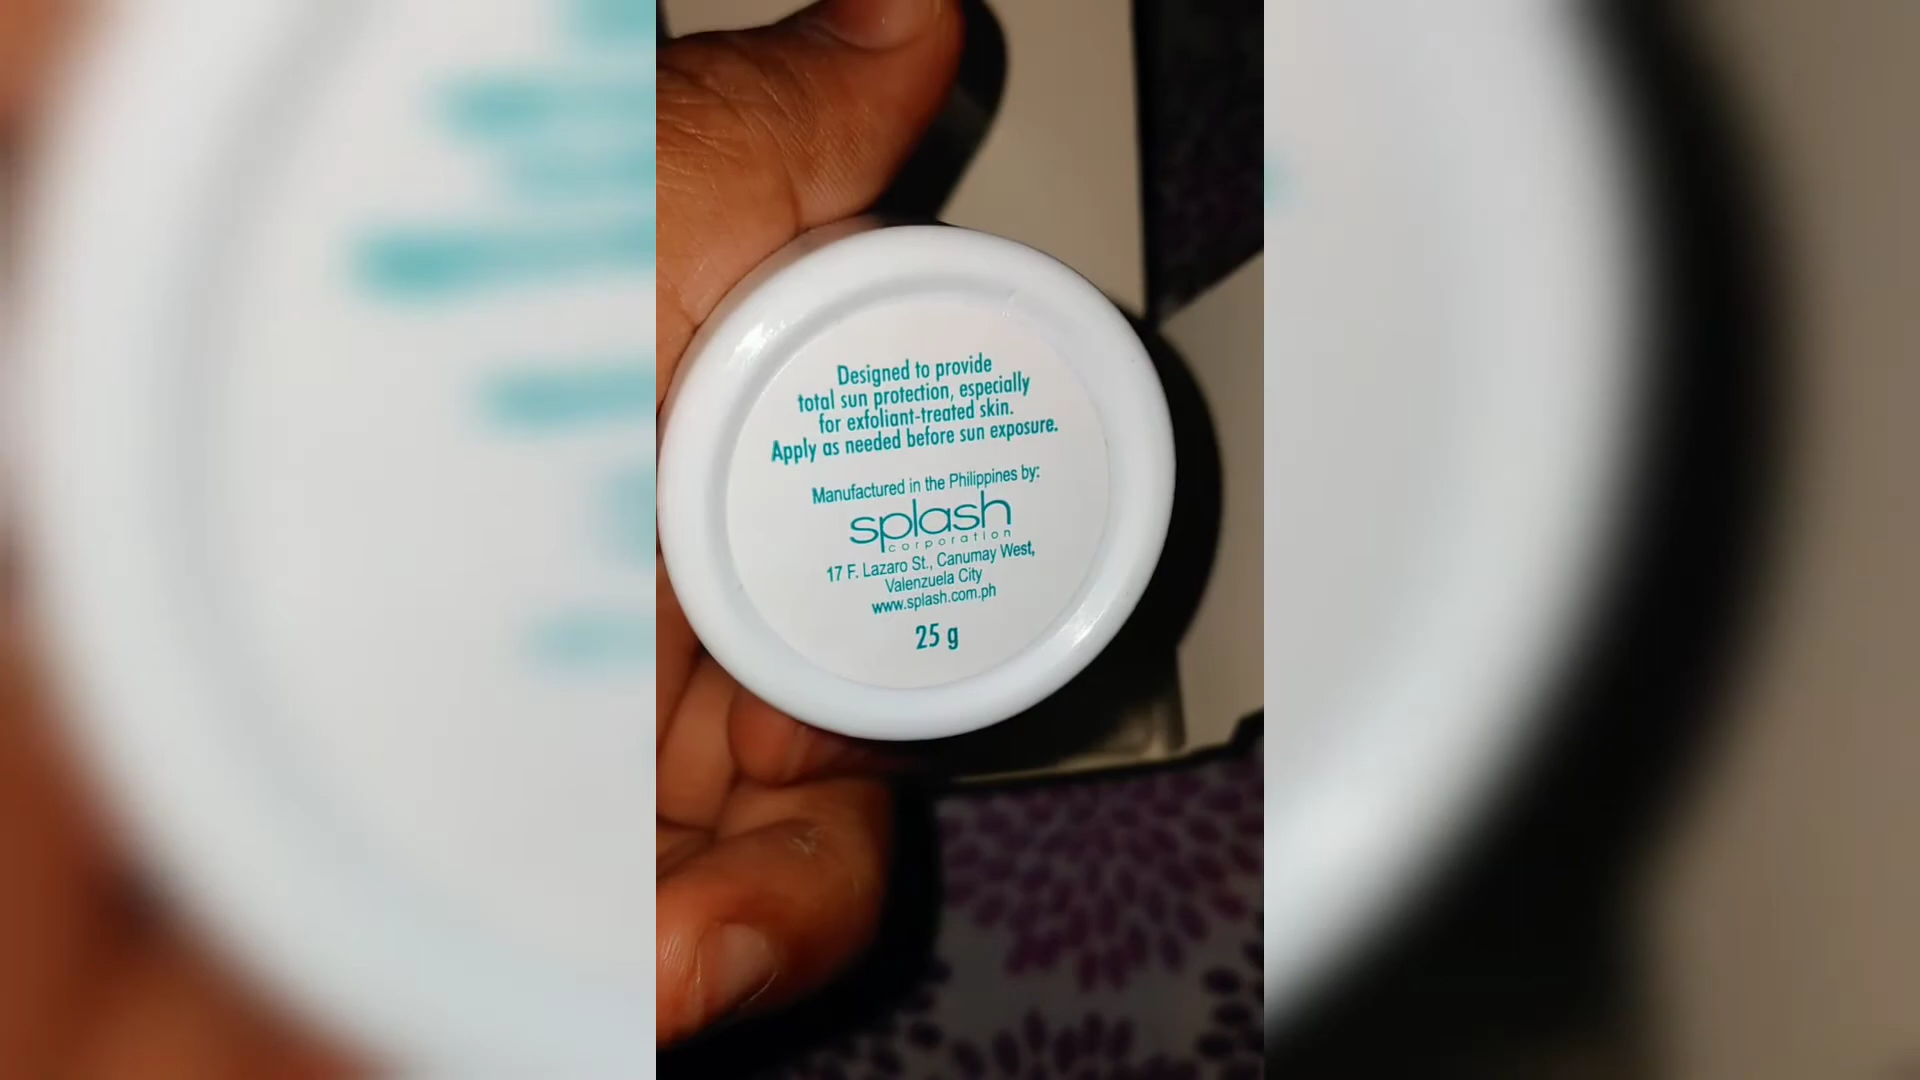 Designed to provide
total sun protection, especially
for exfoliant-treated skin.
Apply as needed before sun exposure.
Manufactured in the Philippines by:
splash
corporation
17 F. Lazaro St., Canumay West,
Valenzuela City
www.splash.com.ph
25 g